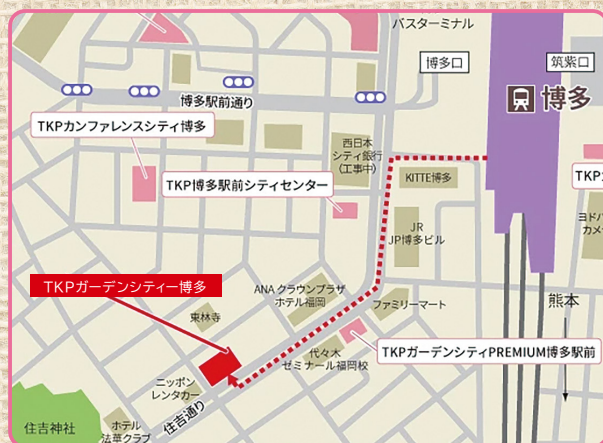 バスターミナル
博多口
筑紫口
博多
博多駅前通り
TKPカンファレンスシティ博多
西日本
シティ銀行
(工事中)
KITTE博多
TKP博多駅前シティセンター
TKP
ヨドバ
カメ
JR
JP博多ビル
TKPガーデンシティー博多
ANAクラウンプラザ
ホテル福岡
熊本
ファミリーマート
東林寺
代々木
ゼミナール福岡校
TKPガーデンシティPREMIUM博多駅前
ニッポン
レンタカー
住吉通り
住吉神社
ホテル
法華クラブ